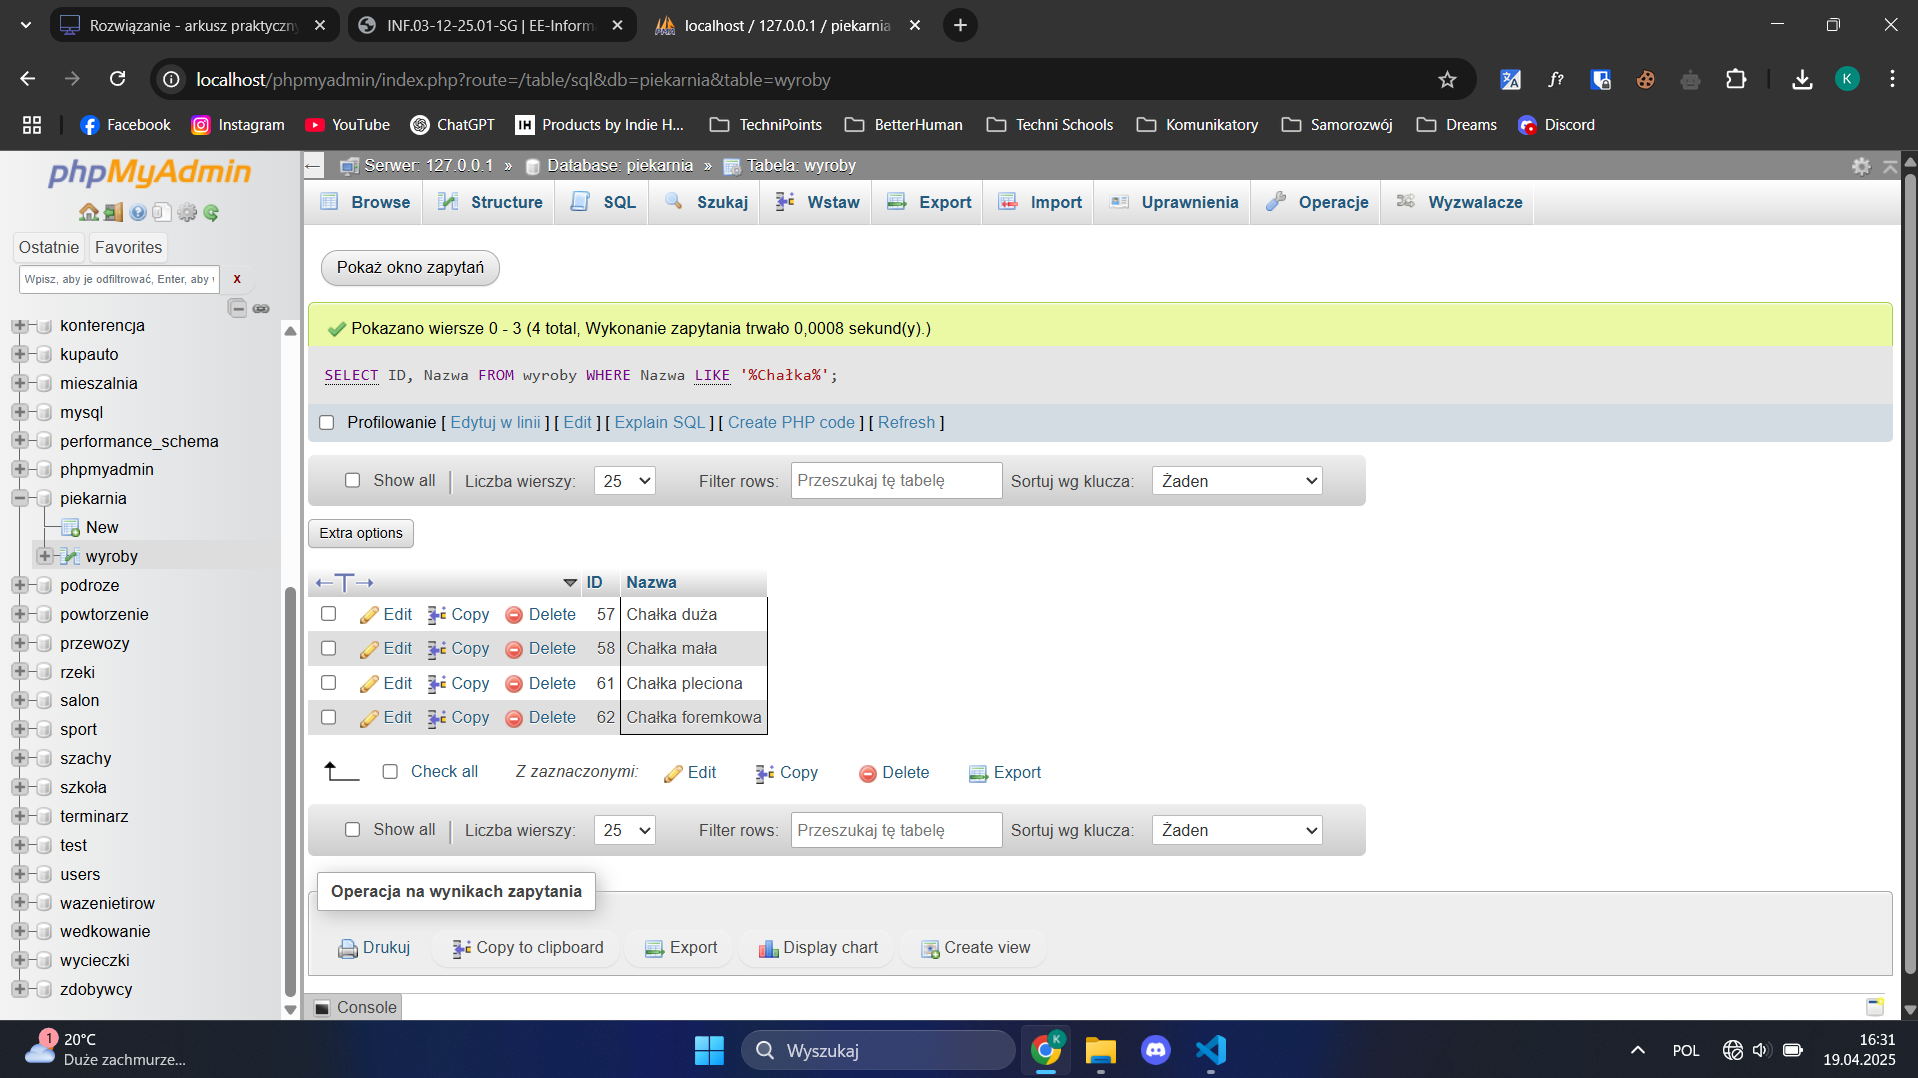 Rozwiązanie - arkusz praktyczn
INF.03-12-25.01-SG | EE-Inform
localhost / 127.0.0.1 / piekarnia
localhost/phpmyadmin/index.php?route=/table/sql&db=piekarnia&table=wyroby
f?
K
Facebook
Instagram
YouTube
ChatGPT
IH Products by Indie H...
TechniPoints
BetterHuman
Techni Schools
Komunikatory
Samorozwój
Dreams
Discord
phpMyAdmin
Ostatnie
Favorites
Wpisz, aby je odfiltrować, Enter, aby
X
konferencja
kupauto
mieszalnia
mysql
performance_schema
phpmyadmin
piekarnia
New
wyroby
podroze
powtorzenie
przewozy
rzeki
salon
sport
szachy
szkoła
terminarz
test
users
wazenietirow
wedkowanie
wycieczki
zdobywcy
Serwer: 127.0.0.1 » Database: piekarnia » Tabela: wyroby
Browse
Structure
SQL
Szukaj
Wstaw
Export
Import
Uprawnienia
Operacje
Wyzwalacze
Pokaż okno zapytań
Pokazano wiersze 0 - 3 (4 total, Wykonanie zapytania trwało 0,0008 sekund(y).)
SELECT ID, Nazwa FROM wyroby WHERE Nazwa LIKE '%Chałka%';
Profilowanie [ Edytuj w linii ] [ Edit ] [ Explain SQL ] [ Create PHP code ] [ Refresh ]
Show all | Liczba wierszy: 25 Filter rows: Przeszukaj tę tabelę Sortuj wg klucza: Żaden
Extra options
←T→ ID Nazwa
Edit Copy Delete 57 Chałka duża
Edit Copy Delete 58 Chałka mała
Edit Copy Delete 61 Chałka pleciona
Edit Copy Delete 62 Chałka foremkowa
Check all Z zaznaczonymi: Edit Copy Delete Export
Show all | Liczba wierszy: 25 Filter rows: Przeszukaj tę tabelę Sortuj wg klucza: Żaden
Operacja na wynikach zapytania
Drukuj Copy to clipboard Export Display chart Create view
Console
1
20°C
Duże zachmurze...
Wyszukaj
K
POL
16:31
19.04.2025